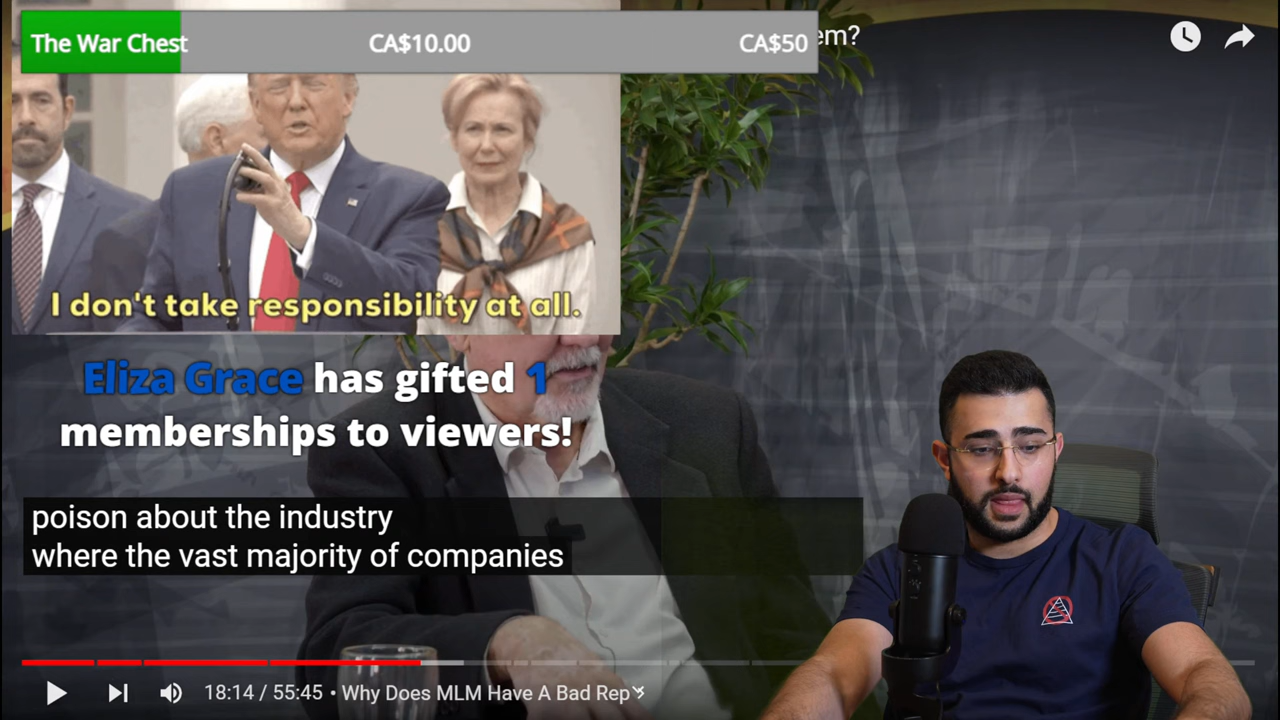 The War Chest CA$10.00 CA$50
em?
I don't take responsibility at all.
Eliza Grace has gifted 1
memberships to viewers!
poison about the industry
where the vast majority of companies
18:14 / 55:45 • Why Does MLM Have A Bad Rep